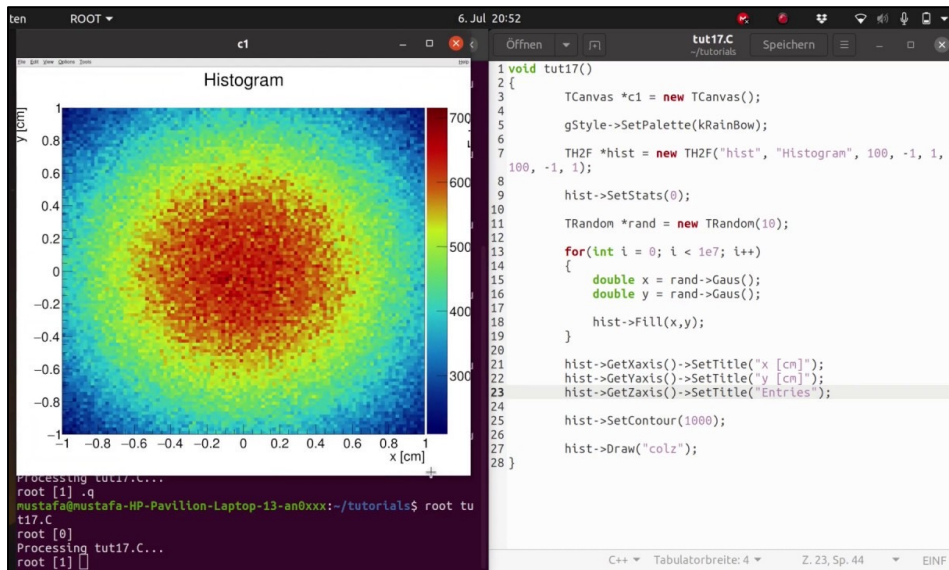 ten
ROOT
6. Jul 20:52
c1
File Edit View Options Tools
Help
Histogram
y [cm]
1
0.8
0.6
0.4
0.2
0
−0.2
−0.4
−0.6
−0.8
−1
−1 −0.8 −0.6 −0.4 −0.2 0 0.2 0.4 0.6 0.8 1
x [cm]
700
600
500
400
300
Processing tut17.C...
root [1] .q
mustafa@mustafa-HP-Pavilion-Laptop-13-an0xxx:~/tutorials$ root tu
t17.C
root [0]
Processing tut17.C...
root [1]
Öffnen
tut17.C
~/tutorials
Speichern
1 void tut17()
2 {
3 TCanvas *c1 = new TCanvas();
4
5 gStyle->SetPalette(kRainBow);
6
7 TH2F *hist = new TH2F("hist", "Histogram", 100, -1, 1,
100, -1, 1);
8
9 hist->SetStats(0);
10
11 TRandom *rand = new TRandom(10);
12
13 for(int i = 0; i < 1e7; i++)
14 {
15 double x = rand->Gaus();
16 double y = rand->Gaus();
17
18 hist->Fill(x,y);
19 }
20
21 hist->GetXaxis()->SetTitle("x [cm]");
22 hist->GetYaxis()->SetTitle("y [cm]");
23 hist->GetZaxis()->SetTitle("Entries");
24
25 hist->SetContour(1000);
26
27 hist->Draw("colz");
28 }
C++ Tabulatorbreite: 4 Z. 23, Sp. 44 EINF